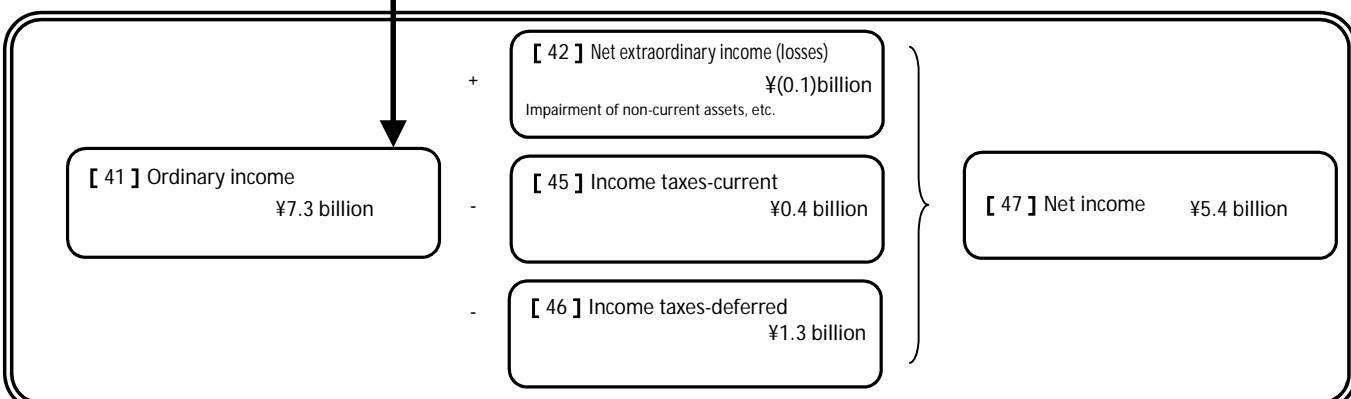 [ 42 ] Net extraordinary income (losses)
+
¥(0.1)billion
Impairment of non-current assets, etc.
[ 41 ] Ordinary income
¥7.3 billion
-
[ 45 ] Income taxes-current
¥0.4 billion
[ 47 ] Net income ¥5.4 billion
-
[ 46 ] Income taxes-deferred
¥1.3 billion